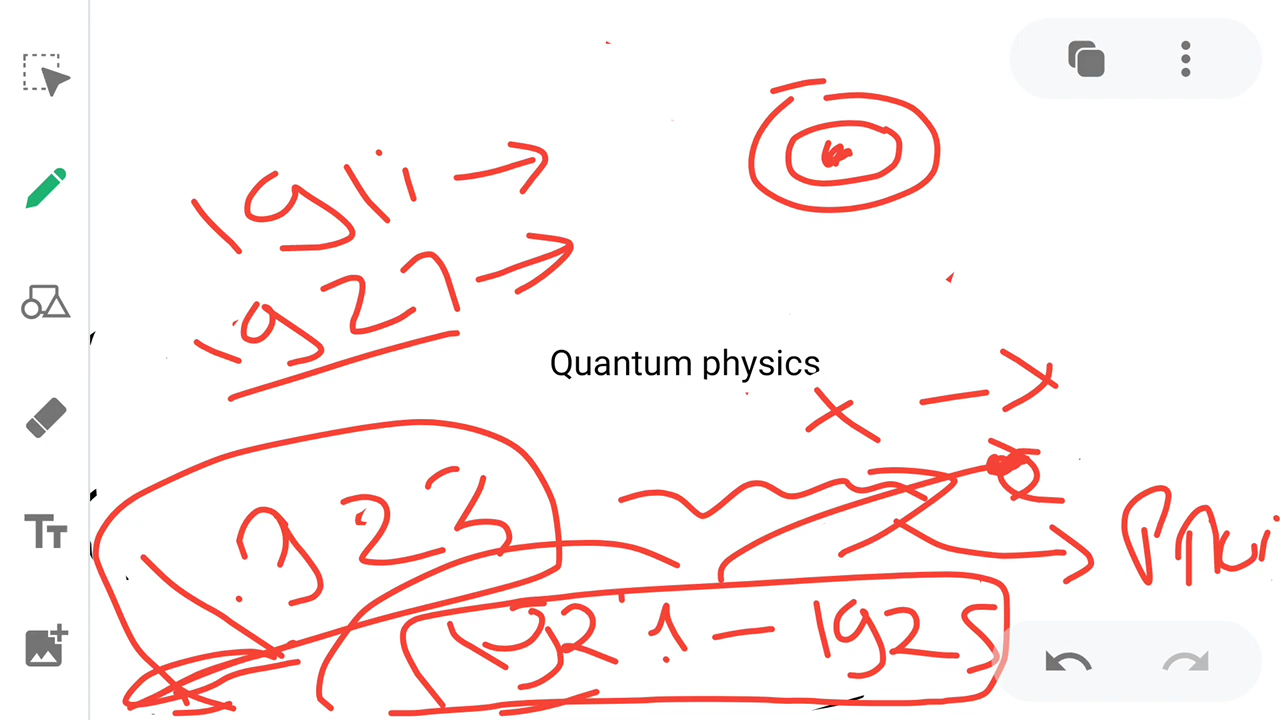 1911 →
1927 →
Quantum physics
x →
1923
1921 - 1925